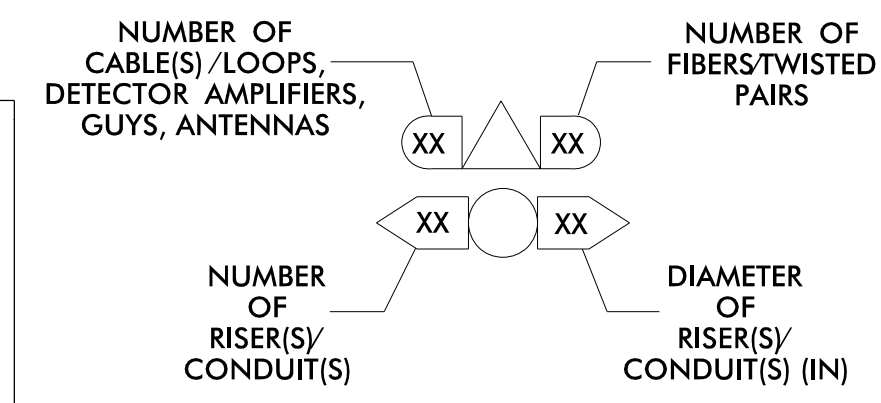 NUMBER OF
CABLE(S)/LOOPS,
DETECTOR AMPLIFIERS,
GUYS, ANTENNAS
NUMBER OF
FIBERS/TWISTED
PAIRS
XX
XX
XX
XX
NUMBER
OF
RISER(S)/
CONDUIT(S)
DIAMETER
OF
RISER(S)/
CONDUIT(S) (IN)